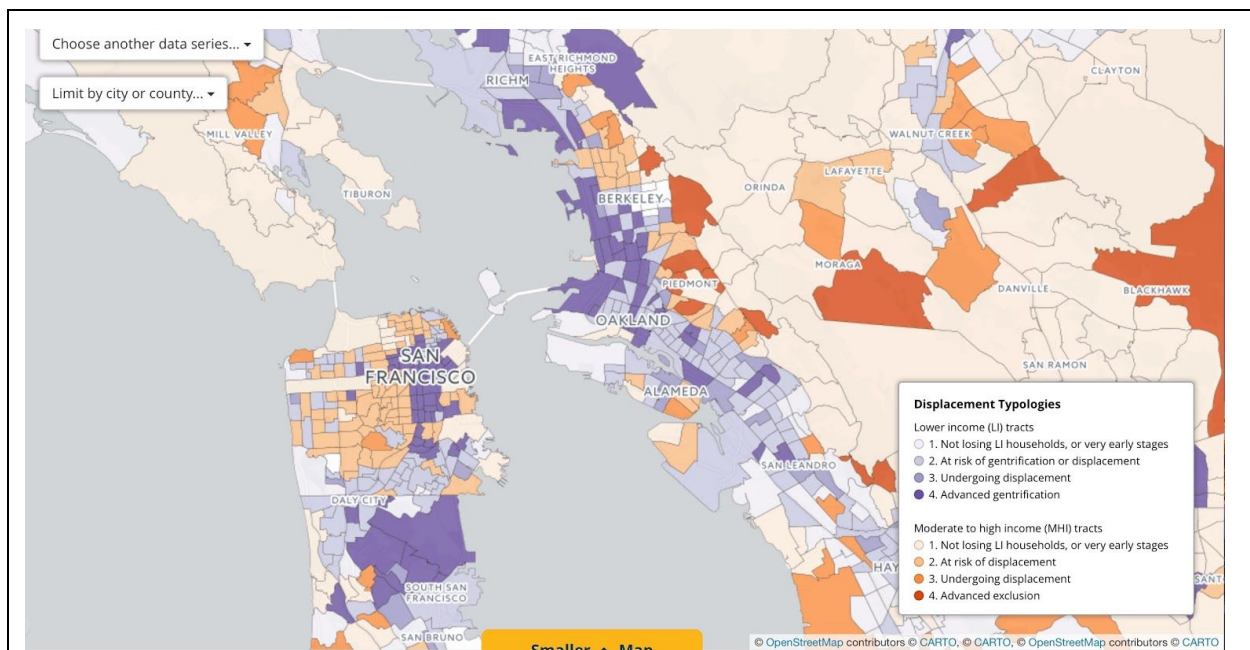 Choose another data series...
Limit by city or county...
EAST RICHMOND
HEIGHTS
RICHM
CLAYTON
MILL VALLEY
WALNUT CREEK
TIBURON
ORINDA
LAFAYETTE
BERKELEY
MORAGA
PIEDMONT
DANVILLE
BLACKHAWK
OAKLAND
SAN
FRANCISCO
SAN RAMON
ALAMEDA
SAN LEANDRO
DALY CITY
HAY
SANT
SOUTH SAN
FRANCISCO
SAN BRUNO
Displacement Typologies
Lower income (LI) tracts
1. Not losing LI households, or very early stages
2. At risk of gentrification or displacement
3. Undergoing displacement
4. Advanced gentrification
Moderate to high income (MHI) tracts
1. Not losing LI households, or very early stages
2. At risk of displacement
3. Undergoing displacement
4. Advanced exclusion
Smaller Map
© OpenStreetMap contributors © CARTO, © CARTO, © OpenStreetMap contributors © CARTO